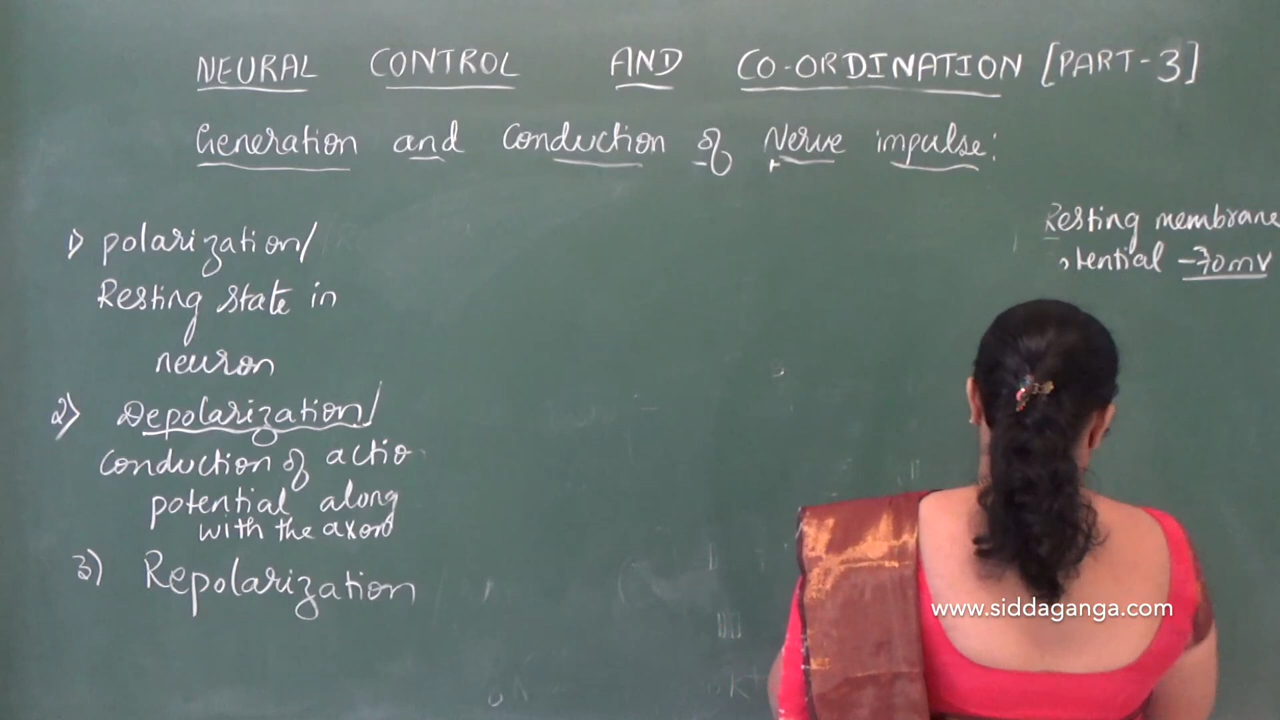 NEURAL CONTROL AND CO-ORDINATION [PART-3]
Generation and Conduction of Nerve impulse:
Resting membrane
tential -70mv
1) polarization/
Resting state in
neuron
2) Depolarization/
Conduction of actio
potential along
with the axon
3) Repolarization
www.siddaganga.com